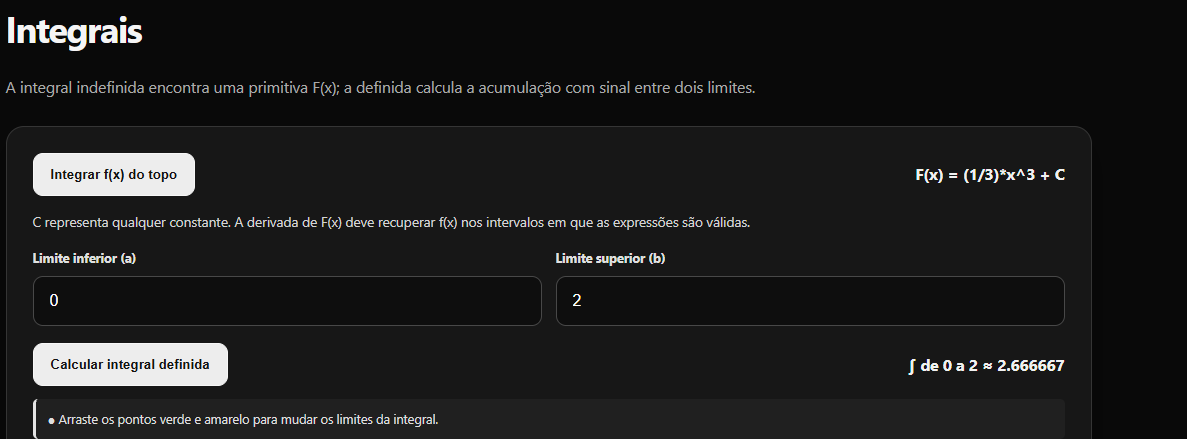 Integrais
A integral indefinida encontra uma primitiva F(x); a definida calcula a acumulação com sinal entre dois limites.
Integrar f(x) do topo
F(x) = (1/3)*x^3 + C
C representa qualquer constante. A derivada de F(x) deve recuperar f(x) nos intervalos em que as expressões são válidas.
Limite inferior (a)
Limite superior (b)
0
2
Calcular integral definida
∫ de 0 a 2 ≈ 2.666667
● Arraste os pontos verde e amarelo para mudar os limites da integral.